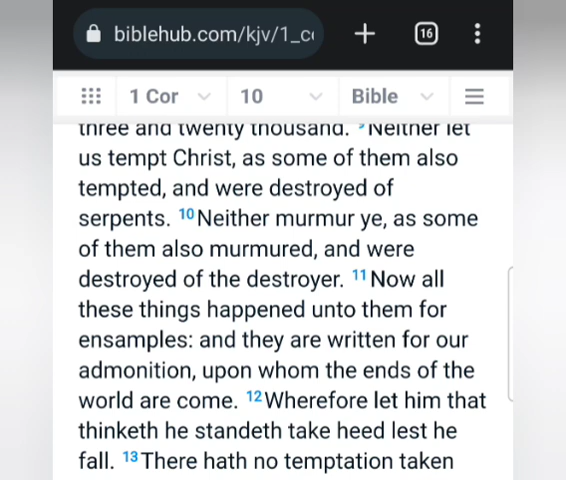 biblehub.com/kjv/1_co
16
1 Cor 10 Bible
three and twenty thousand. 9 Neither let
us tempt Christ, as some of them also
tempted, and were destroyed of
serpents. 10 Neither murmur ye, as some
of them also murmured, and were
destroyed of the destroyer. 11 Now all
these things happened unto them for
ensamples: and they are written for our
admonition, upon whom the ends of the
world are come. 12 Wherefore let him that
thinketh he standeth take heed lest he
fall. 13 There hath no temptation taken